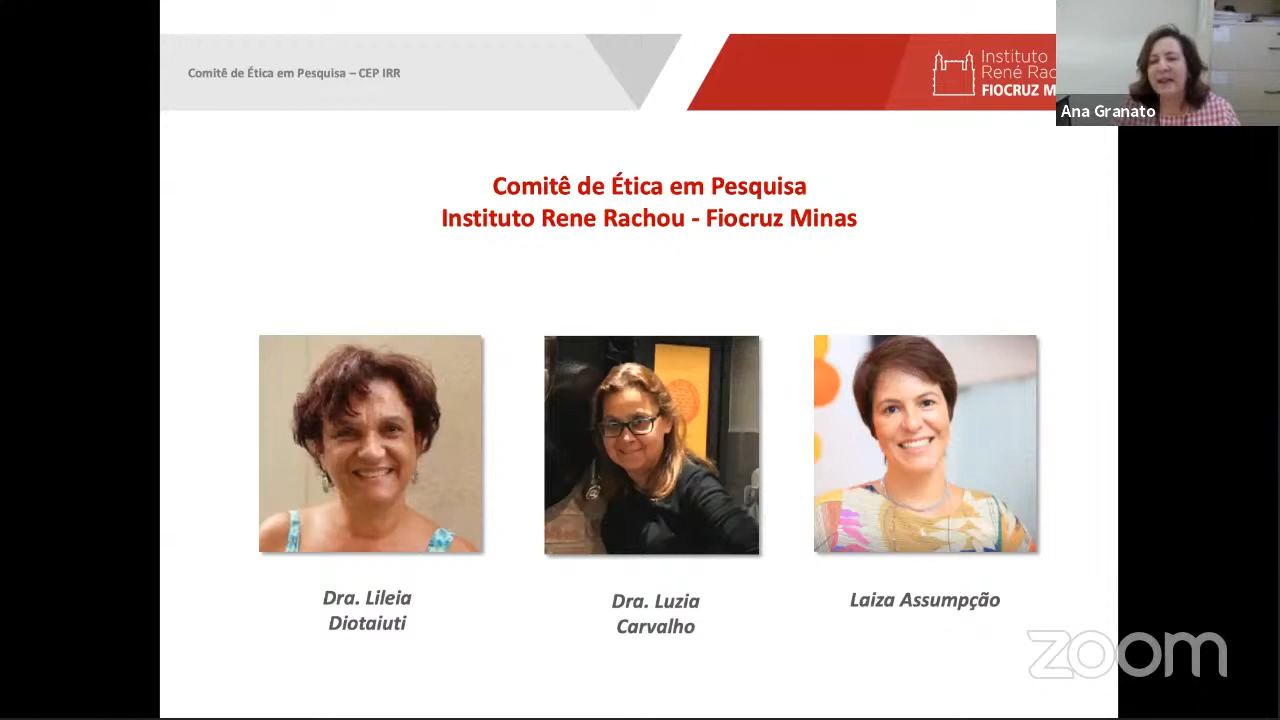 Comitê de Ética em Pesquisa – CEP IRR
Instituto
René Rac
FIOCRUZ M
Ana Granato
Comitê de Ética em Pesquisa
Instituto Rene Rachou - Fiocruz Minas
Dra. Lileia
Diotaiuti
Dra. Luzia
Carvalho
Laiza Assumpção
zoom